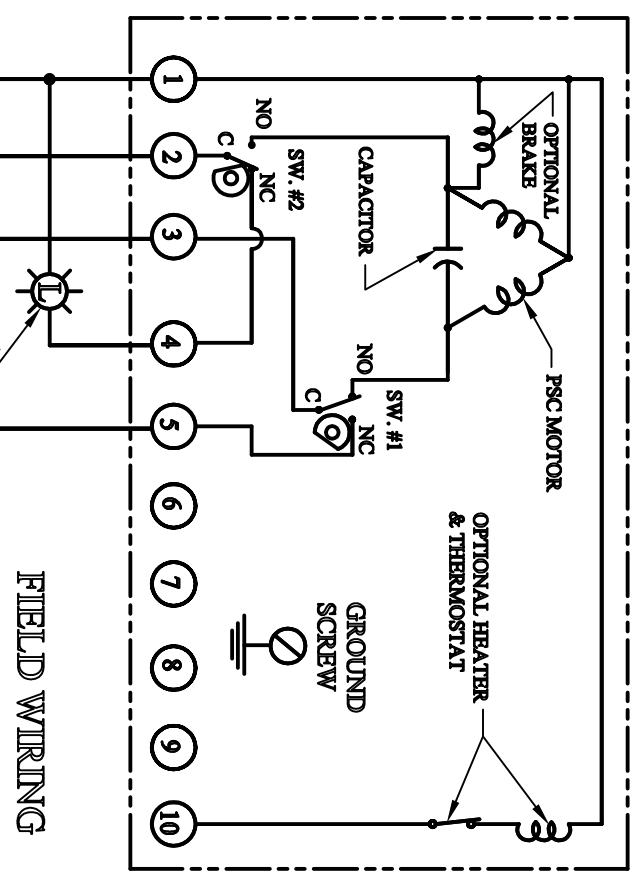 OPTIONAL
BRAKE
PSC MOTOR
CAPACITOR
OPTIONAL HEATER
& THERMOSTAT
NO
C
NC
SW. #2
NO
C
NC
SW. #1
GROUND
SCREW
1
2
3
4
5
6
7
8
9
10
L
FIELD WIRING